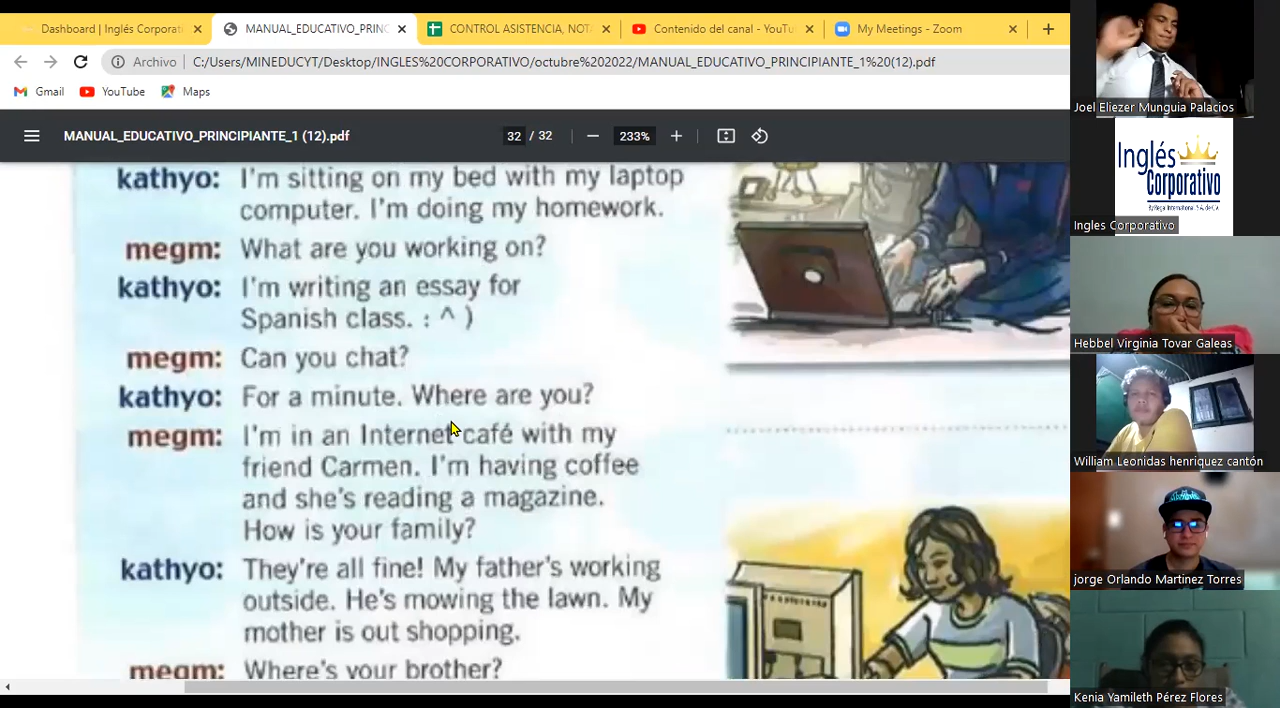 Dashboard | Inglés Corporati
MANUAL_EDUCATIVO_PRINC
CONTROL ASISTENCIA, NOT
Contenido del canal - YouTu
My Meetings - Zoom
Archivo
C:/Users/MINEDUCYT/Desktop/INGLES%20CORPORATIVO/octubre%202022/MANUAL_EDUCATIVO_PRINCIPIANTE_1%20(12).pdf
Gmail
YouTube
Maps
MANUAL_EDUCATIVO_PRINCIPIANTE_1 (12).pdf
32 / 32
233%
kathyo: I'm sitting on my bed with my laptop
computer. I'm doing my homework.
megm: What are you working on?
kathyo: I'm writing an essay for
Spanish class. : ^ )
megm: Can you chat?
kathyo: For a minute. Where are you?
megm: I'm in an Internet café with my
friend Carmen. I'm having coffee
and she's reading a magazine.
How is your family?
kathyo: They're all fine! My father's working
outside. He's mowing the lawn. My
mother is out shopping.
megm: Where's your brother?
Joel Eliezer Munguia Palacios
Inglés
Corporativo
Ingles Corporativo
Hebbel Virginia Tovar Galeas
William Leonidas henriquez cantón
jorge Orlando Martinez Torres
Kenia Yamileth Pérez Flores